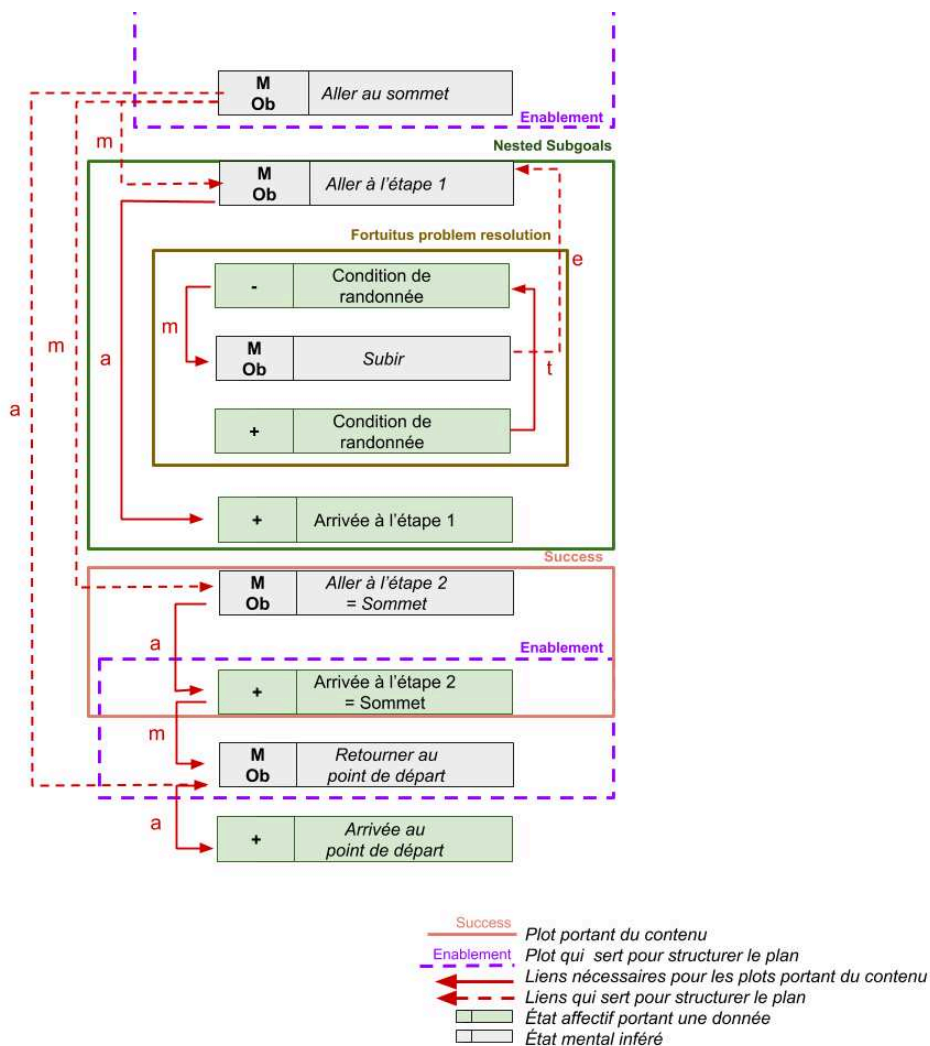 M
Ob
Aller au sommet
Enablement
m
Nested Subgoals
M
Ob
Aller à l'étape 1
Fortuitus problem resolution
e
-
Condition de
randonnée
m
m
a
M
Ob
Subir
t
a
+
Condition de
randonnée
+
Arrivée à l'étape 1
Success
M
Ob
Aller à l'étape 2
= Sommet
a
Enablement
+
Arrivée à l'étape 2
= Sommet
m
M
Ob
Retourner au
point de départ
a
+
Arrivée au
point de départ
Success
Plot portant du contenu
Enablement
Plot qui sert pour structurer le plan
Liens nécessaires pour les plots portant du contenu
Liens qui sert pour structurer le plan
État affectif portant une donnée
État mental inféré